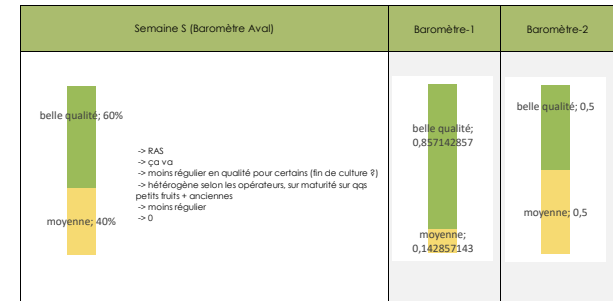 Semaine S (Baromètre Aval)
Baromètre-1
Baromètre-2
belle qualité; 60%
moyenne; 40%
-> RAS
-> ça va
-> moins régulier en qualité pour certains (fin de culture ?)
-> hétérogène selon les opérateurs, sur maturité sur qqs
petits fruits + anciennes
-> moins régulier
-> 0
belle qualité;
0,857142857
moyenne;
0,142857143
belle qualité; 0,5
moyenne; 0,5